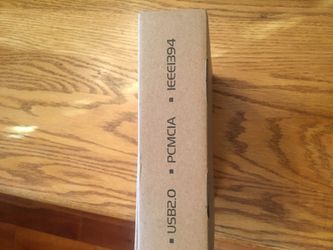 ▪ USB2.0 ▪ PCMCIA ▪ IEEE1394